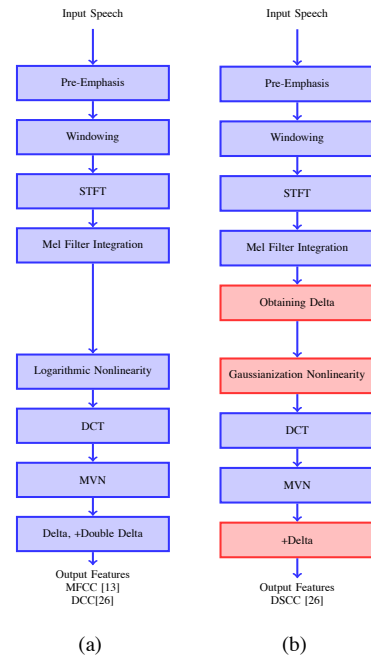 Input Speech
Pre-Emphasis
Windowing
STFT
Mel Filter Integration
Logarithmic Nonlinearity
DCT
MVN
Delta, +Double Delta
Output Features
MFCC [13]
DCC[26]
(a)
Input Speech
Pre-Emphasis
Windowing
STFT
Mel Filter Integration
Obtaining Delta
Gaussianization Nonlinearity
DCT
MVN
+Delta
Output Features
DSCC [26]
(b)